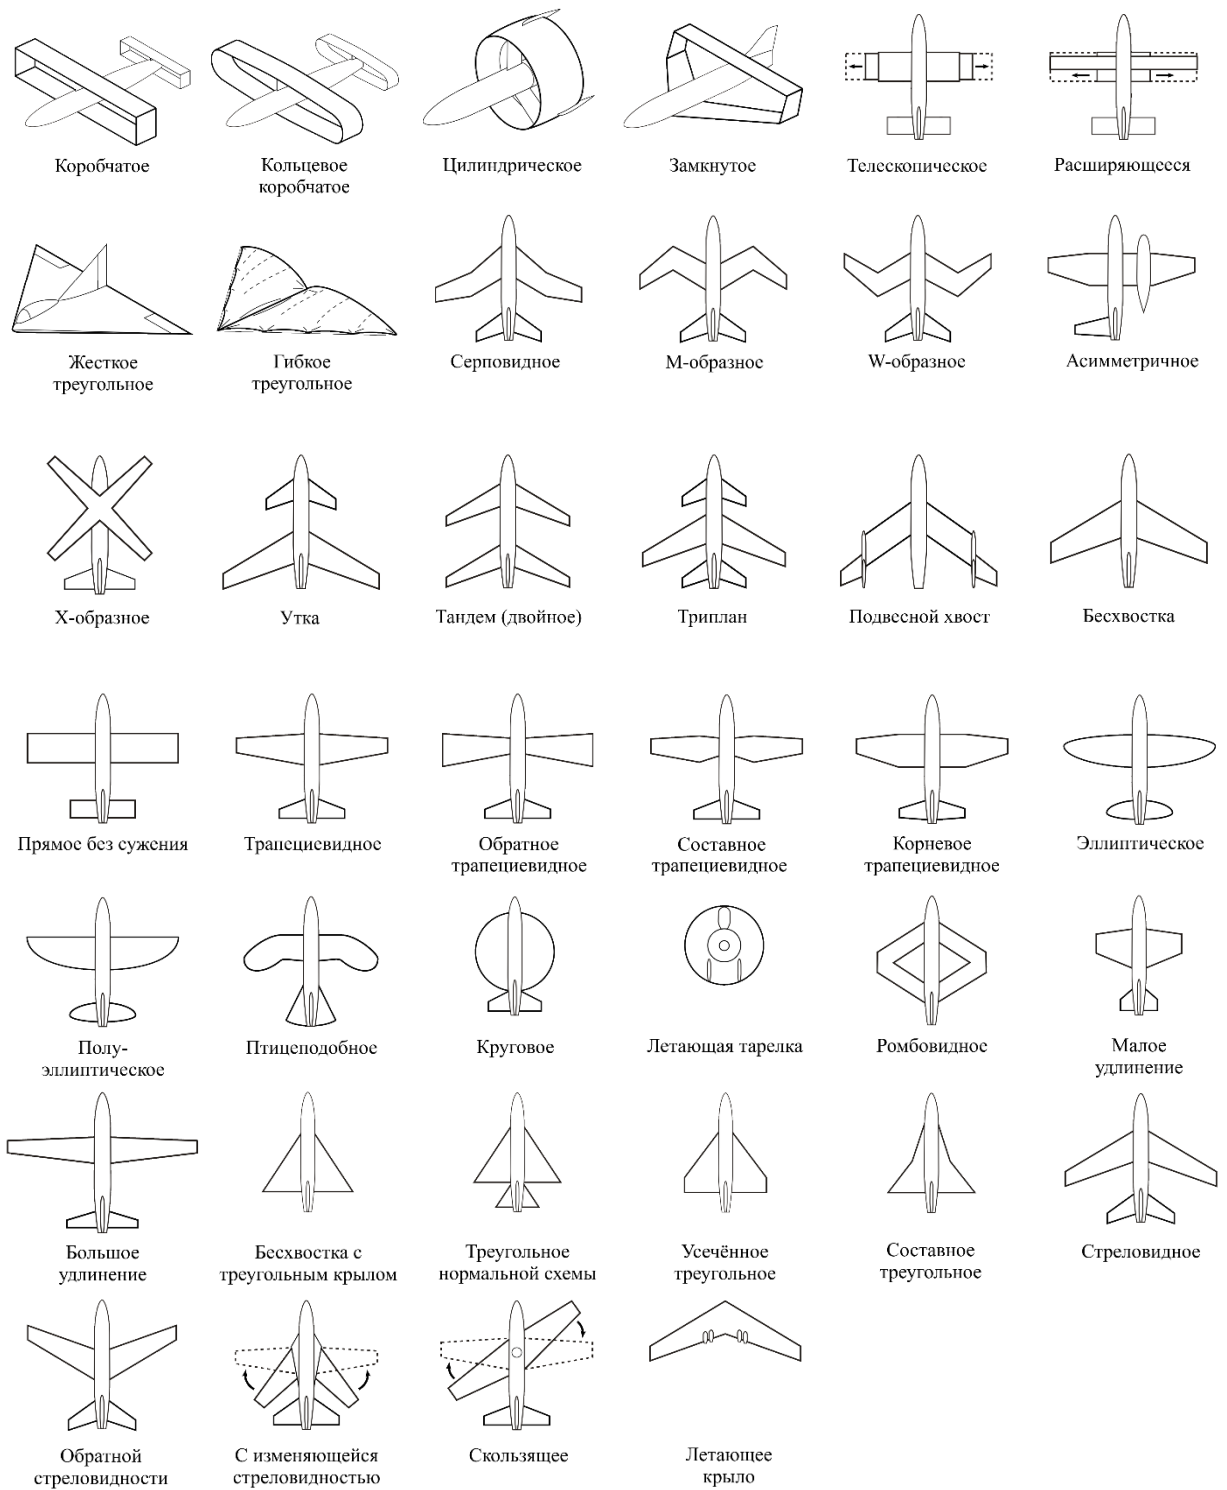 Коробчатое
Кольцевое
коробчатое
Цилиндрическое
Замкнутое
Телескопическое
Расширяющееся
Жесткое
треугольное
Гибкое
треугольное
Серповидное
М-образное
W-образное
Асимметричное
Х-образное
Утка
Тандем (двойное)
Триплан
Подвесной хвост
Бесхвостка
Прямое без сужения
Трапециевидное
Обратное
трапециевидное
Составное
трапециевидное
Корневое
трапециевидное
Эллиптическое
Полу-
эллиптическое
Птицеподобное
Круговое
Летающая тарелка
Ромбовидное
Малое
удлинение
Большое
удлинение
Бесхвостка с
треугольным крылом
Треугольное
нормальной схемы
Усечённое
треугольное
Составное
треугольное
Стреловидное
Обратной
стреловидности
С изменяющейся
стреловидностью
Скользящее
Летающее
крыло